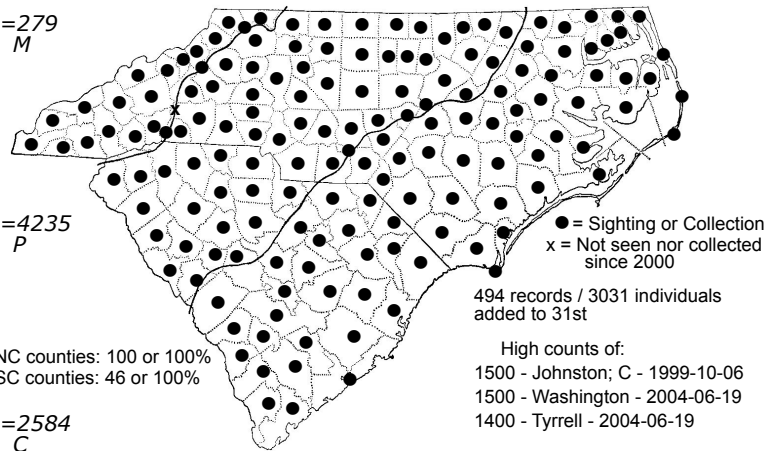 =279
M
=4235
P
● = Sighting or Collection
x = Not seen nor collected
since 2000
494 records / 3031 individuals
added to 31st
NC counties: 100 or 100%
SC counties: 46 or 100%
High counts of:
1500 - Johnston; C - 1999-10-06
1500 - Washington - 2004-06-19
1400 - Tyrrell - 2004-06-19
=2584
C
x